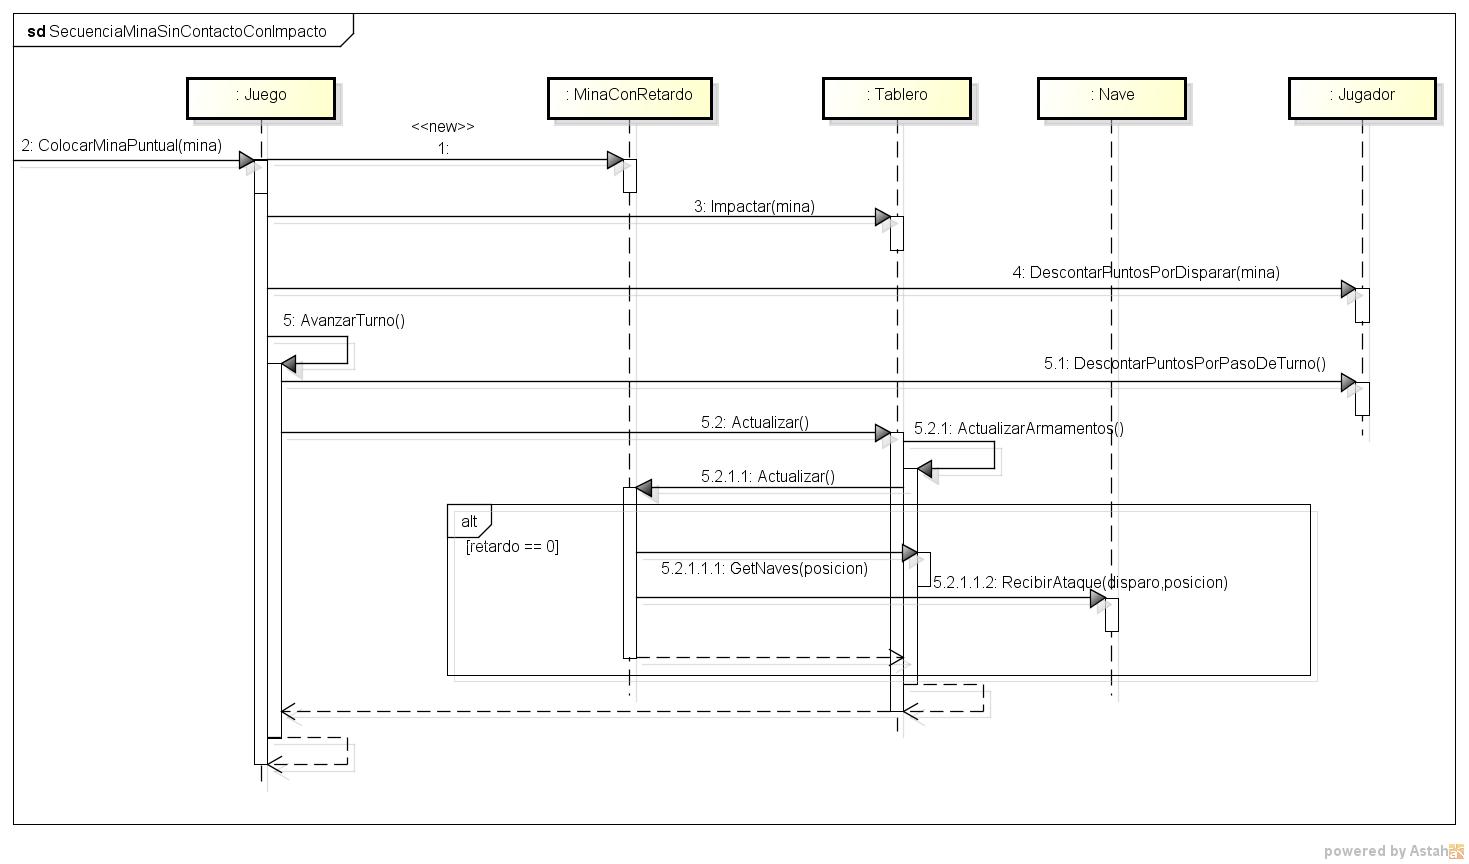 sd SecuenciaMinaSinContactoConImpacto
: Juego
: MinaConRetardo
: Tablero
: Nave
: Jugador
<<new>>
2: ColocarMinaPuntual(mina)
1:
3: Impactar(mina)
4: DescontarPuntosPorDisparar(mina)
5: AvanzarTurno()
5.1: DescontarPuntosPorPasoDeTurno()
5.2: Actualizar()
5.2.1: ActualizarArmamentos()
5.2.1.1: Actualizar()
alt
[retardo == 0]
5.2.1.1.1: GetNaves(posicion)
5.2.1.1.2: RecibirAtaque(disparo,posicion)
powered by Astah